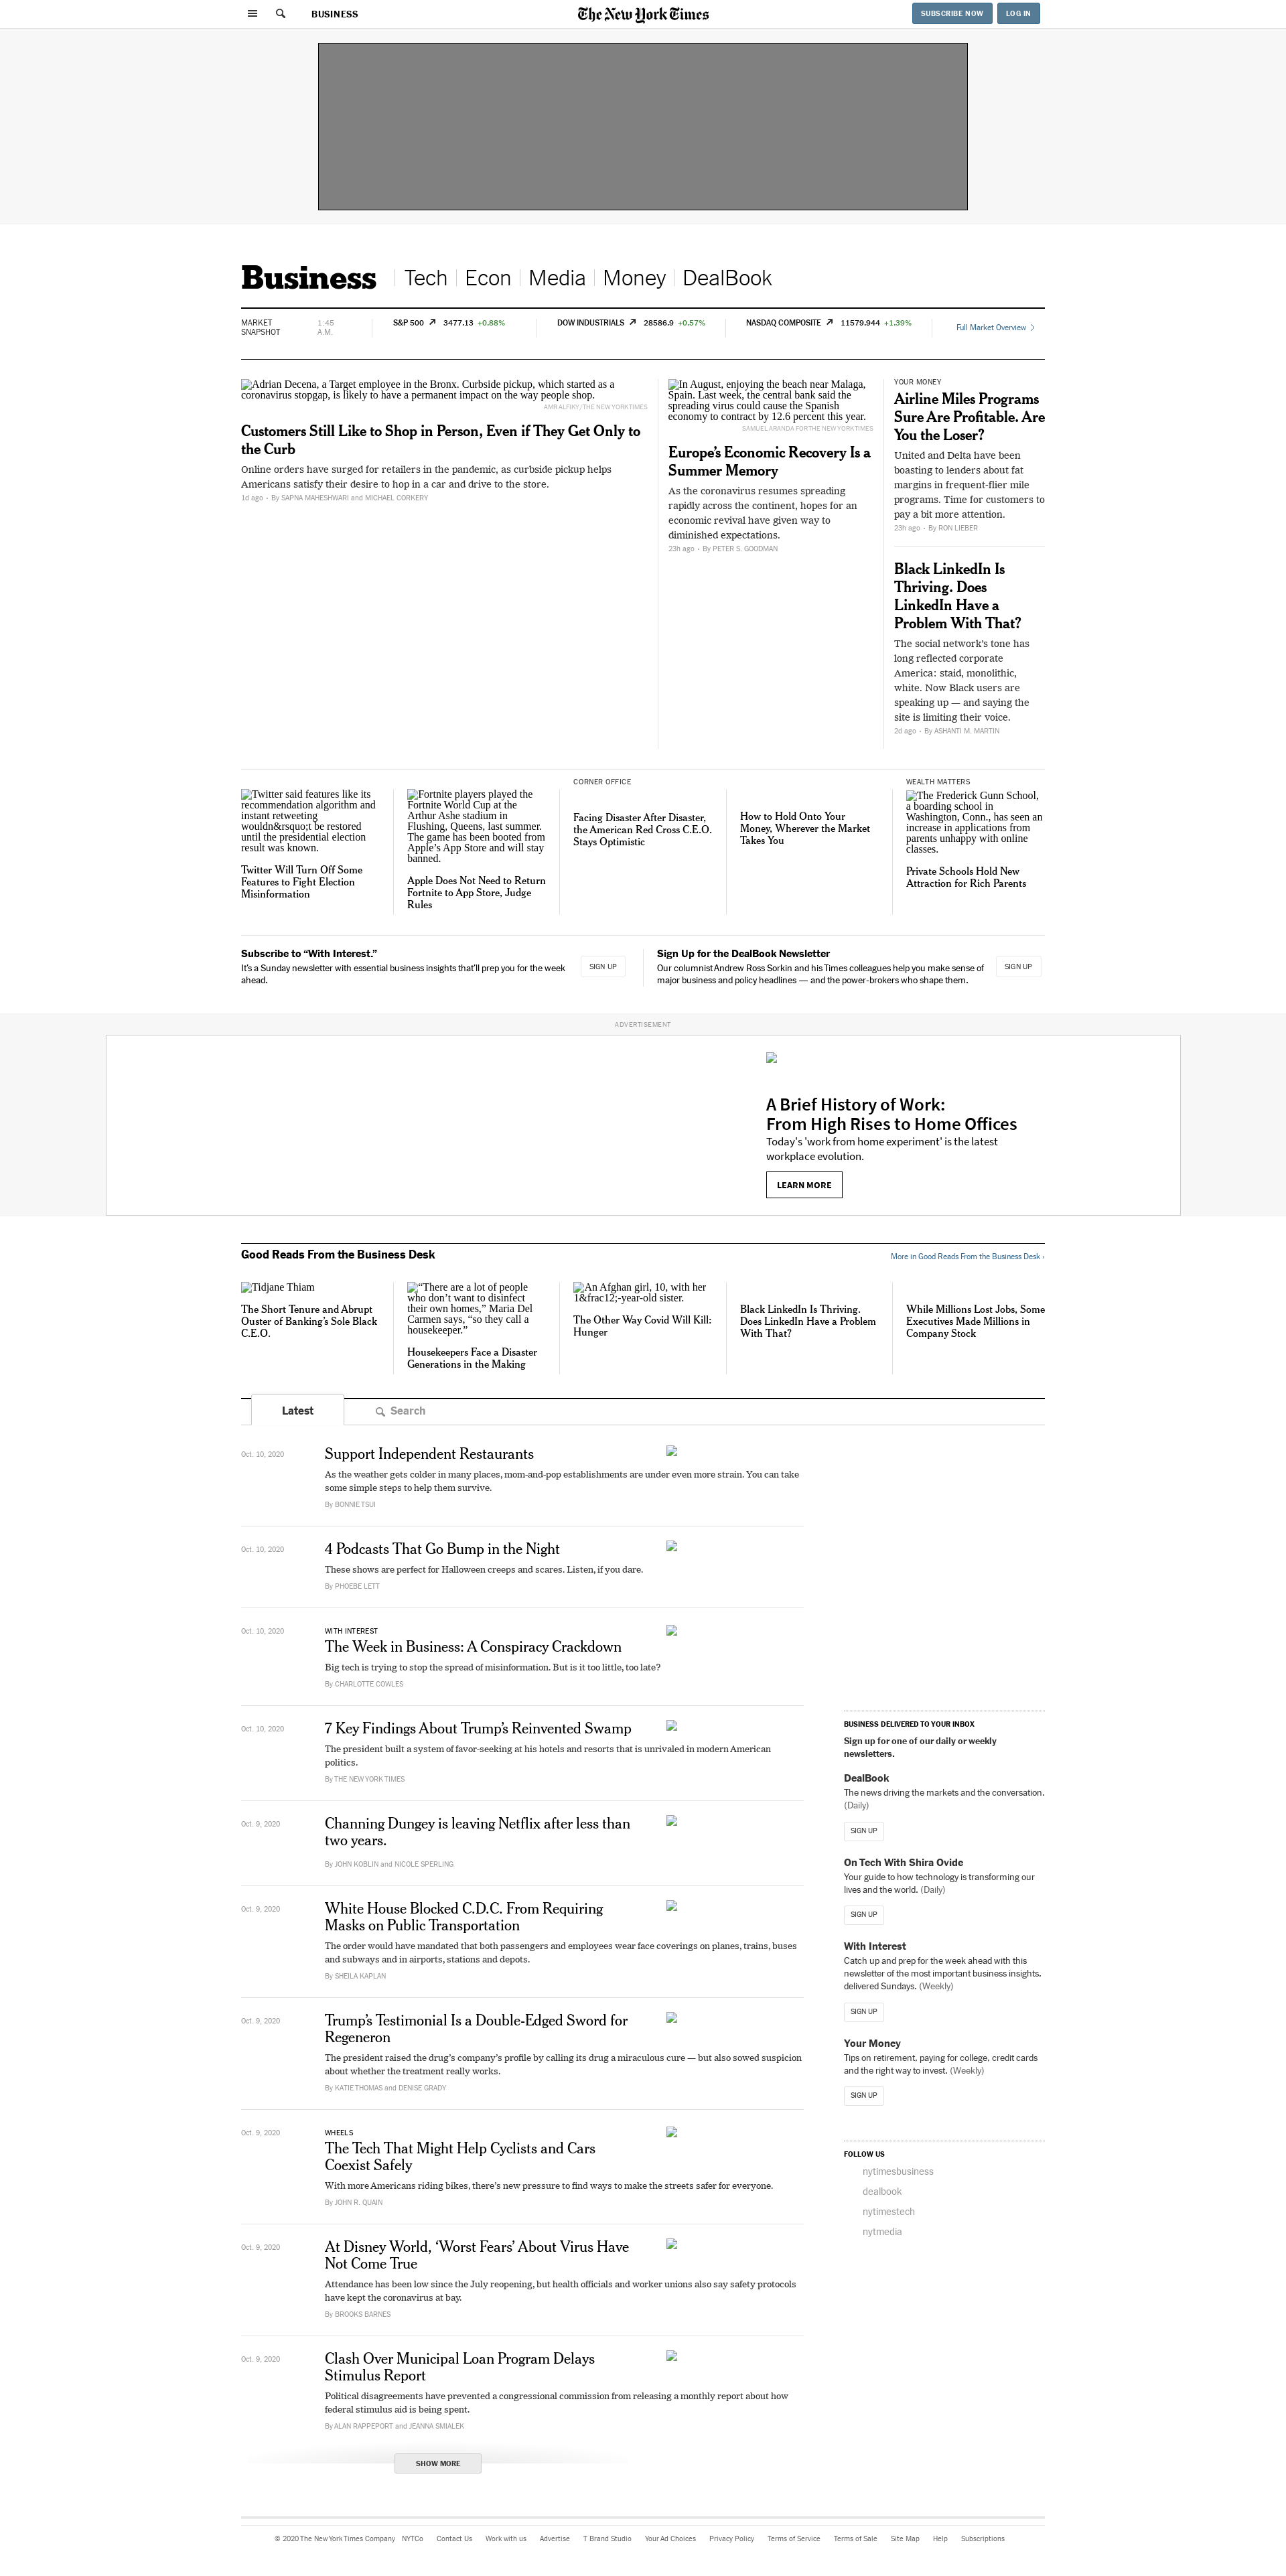 BUSINESS
The New York Times
SUBSCRIBE NOW
LOG IN
Business
Tech
Econ
Media
Money
DealBook
MARKET
SNAPSHOT
1:45
A.M.
S&P 500 3477.13 +0.88%
DOW INDUSTRIALS 28586.9 +0.57%
NASDAQ COMPOSITE 11579.944 +1.39%
Full Market Overview
Adrian Decena, a Target employee in the Bronx. Curbside pickup, which started as a
coronavirus stopgap, is likely to have a permanent impact on the way people shop.
AMR ALFIKY/THE NEW YORK TIMES
Customers Still Like to Shop in Person, Even if They Get Only to
the Curb
Online orders have surged for retailers in the pandemic, as curbside pickup helps
Americans satisfy their desire to hop in a car and drive to the store.
1d ago • By SAPNA MAHESHWARI and MICHAEL CORKERY
In August, enjoying the beach near Malaga,
Spain. Last week, the central bank said the
spreading virus could cause the Spanish
economy to contract by 12.6 percent this year.
SAMUEL ARANDA FOR THE NEW YORK TIMES
Europe's Economic Recovery Is a
Summer Memory
As the coronavirus resumes spreading
rapidly across the continent, hopes for an
economic revival have given way to
diminished expectations.
23h ago • By PETER S. GOODMAN
YOUR MONEY
Airline Miles Programs
Sure Are Profitable. Are
You the Loser?
United and Delta have been
boasting to lenders about fat
margins in frequent-flier mile
programs. Time for customers to
pay a bit more attention.
23h ago • By RON LIEBER
Black LinkedIn Is
Thriving. Does
LinkedIn Have a
Problem With That?
The social network's tone has
long reflected corporate
America: staid, monolithic,
white. Now Black users are
speaking up — and saying the
site is limiting their voice.
2d ago • By ASHANTI M. MARTIN
Twitter said features like its
recommendation algorithm and
instant retweeting
wouldn&rsquo;t be restored
until the presidential election
result was known.
Twitter Will Turn Off Some
Features to Fight Election
Misinformation
Fortnite players played the
Fortnite World Cup at the
Arthur Ashe stadium in
Flushing, Queens, last summer.
The game has been booted from
Apple's App Store and will stay
banned.
Apple Does Not Need to Return
Fortnite to App Store, Judge
Rules
CORNER OFFICE
Facing Disaster After Disaster,
the American Red Cross C.E.O.
Stays Optimistic
How to Hold Onto Your
Money, Wherever the Market
Takes You
WEALTH MATTERS
The Frederick Gunn School,
a boarding school in
Washington, Conn., has seen an
increase in applications from
parents unhappy with online
classes.
Private Schools Hold New
Attraction for Rich Parents
Subscribe to “With Interest.”
It's a Sunday newsletter with essential business insights that'll prep you for the week
ahead.
SIGN UP
Sign Up for the DealBook Newsletter
Our columnist Andrew Ross Sorkin and his Times colleagues help you make sense of
major business and policy headlines — and the power-brokers who shape them.
SIGN UP
ADVERTISEMENT
A Brief History of Work:
From High Rises to Home Offices
Today's 'work from home experiment' is the latest
workplace evolution.
LEARN MORE
Good Reads From the Business Desk
More in Good Reads From the Business Desk ›
Tidjane Thiam
The Short Tenure and Abrupt
Ouster of Banking's Sole Black
C.E.O.
“There are a lot of people
who don't want to disinfect
their own homes,” Maria Del
Carmen says, “so they call a
housekeeper.”
Housekeepers Face a Disaster
Generations in the Making
An Afghan girl, 10, with her
1&frac12;-year-old sister.
The Other Way Covid Will Kill:
Hunger
Black LinkedIn Is Thriving.
Does LinkedIn Have a Problem
With That?
While Millions Lost Jobs, Some
Executives Made Millions in
Company Stock
Latest
Search
Oct. 10, 2020
Support Independent Restaurants
As the weather gets colder in many places, mom-and-pop establishments are under even more strain. You can take
some simple steps to help them survive.
By BONNIE TSUI
Oct. 10, 2020
4 Podcasts That Go Bump in the Night
These shows are perfect for Halloween creeps and scares. Listen, if you dare.
By PHOEBE LETT
Oct. 10, 2020
WITH INTEREST
The Week in Business: A Conspiracy Crackdown
Big tech is trying to stop the spread of misinformation. But is it too little, too late?
By CHARLOTTE COWLES
Oct. 10, 2020
7 Key Findings About Trump's Reinvented Swamp
The president built a system of favor-seeking at his hotels and resorts that is unrivaled in modern American
politics.
By THE NEW YORK TIMES
Oct. 9, 2020
Channing Dungey is leaving Netflix after less than
two years.
By JOHN KOBLIN and NICOLE SPERLING
Oct. 9, 2020
White House Blocked C.D.C. From Requiring
Masks on Public Transportation
The order would have mandated that both passengers and employees wear face coverings on planes, trains, buses
and subways and in airports, stations and depots.
By SHEILA KAPLAN
Oct. 9, 2020
Trump's Testimonial Is a Double-Edged Sword for
Regeneron
The president raised the drug's company's profile by calling its drug a miraculous cure — but also sowed suspicion
about whether the treatment really works.
By KATIE THOMAS and DENISE GRADY
Oct. 9, 2020
WHEELS
The Tech That Might Help Cyclists and Cars
Coexist Safely
With more Americans riding bikes, there's new pressure to find ways to make the streets safer for everyone.
By JOHN R. QUAIN
Oct. 9, 2020
At Disney World, ‘Worst Fears’ About Virus Have
Not Come True
Attendance has been low since the July reopening, but health officials and worker unions also say safety protocols
have kept the coronavirus at bay.
By BROOKS BARNES
Oct. 9, 2020
Clash Over Municipal Loan Program Delays
Stimulus Report
Political disagreements have prevented a congressional commission from releasing a monthly report about how
federal stimulus aid is being spent.
By ALAN RAPPEPORT and JEANNA SMIALEK
SHOW MORE
BUSINESS DELIVERED TO YOUR INBOX
Sign up for one of our daily or weekly
newsletters.
DealBook
The news driving the markets and the conversation.
(Daily)
SIGN UP
On Tech With Shira Ovide
Your guide to how technology is transforming our
lives and the world. (Daily)
SIGN UP
With Interest
Catch up and prep for the week ahead with this
newsletter of the most important business insights,
delivered Sundays. (Weekly)
SIGN UP
Your Money
Tips on retirement, paying for college, credit cards
and the right way to invest. (Weekly)
SIGN UP
FOLLOW US
nytimesbusiness
dealbook
nytimestech
nytmedia
© 2020 The New York Times Company NYTCo Contact Us Work with us Advertise T Brand Studio Your Ad Choices Privacy Policy Terms of Service Terms of Sale Site Map Help Subscriptions